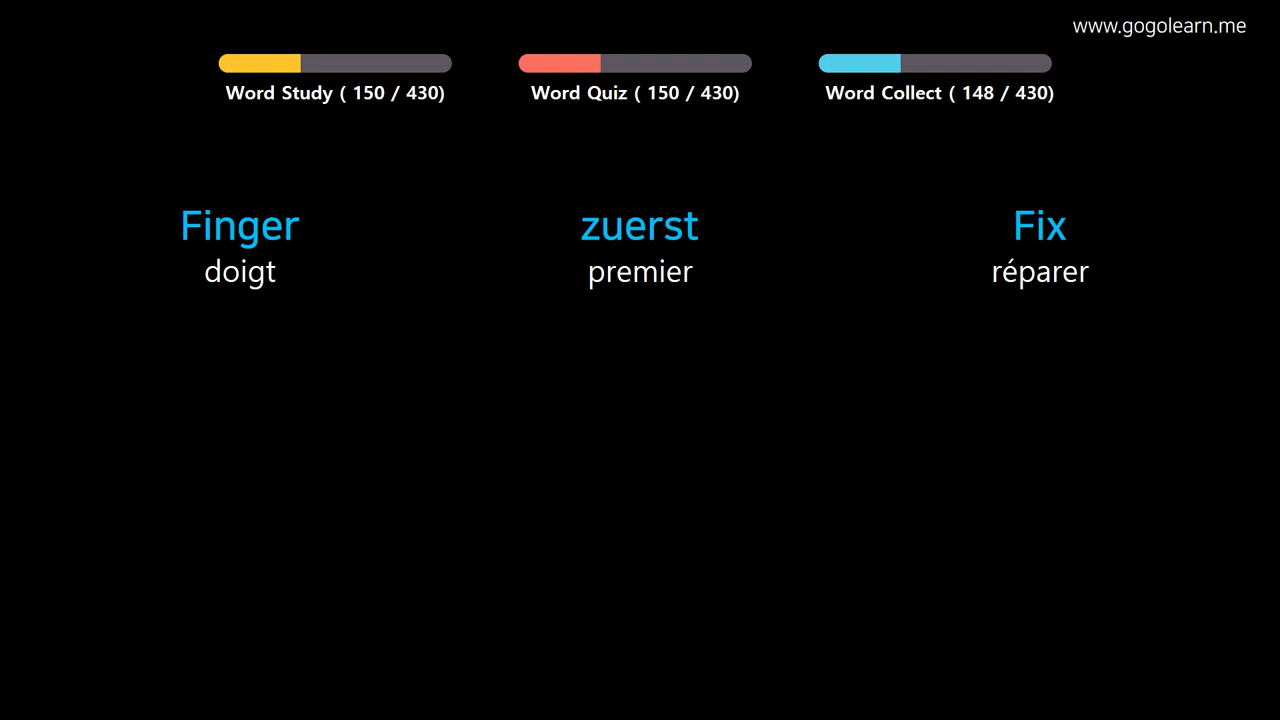 www.gogolearn.me
Word Study ( 150 / 430)
Word Quiz ( 150 / 430)
Word Collect ( 148 / 430)
Finger
doigt
zuerst
premier
Fix
réparer